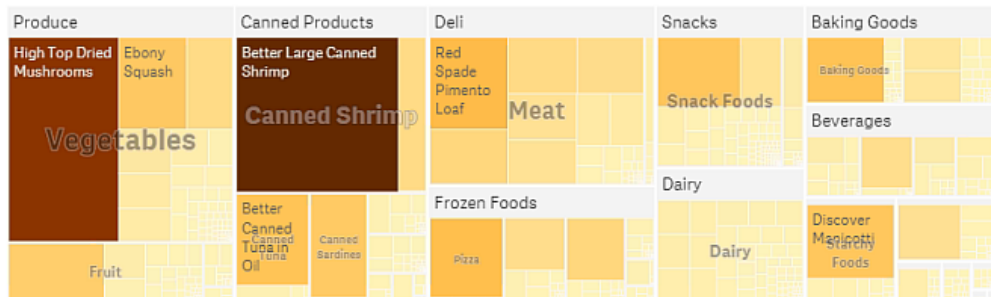 Produce
High Top Dried
Mushrooms
Ebony
Squash
Vegetables
Fruit
Canned Products
Better Large Canned
Shrimp
Canned Shrimp
Better
Canned
Tuna in
Oil
Canned
Tuna
Canned
Sardines
Deli
Red
Spade
Pimento
Loaf
Meat
Frozen Foods
Pizza
Snacks
Snack Foods
Dairy
Dairy
Baking Goods
Baking Goods
Beverages
Discover
Manicotti
Starchy
Foods